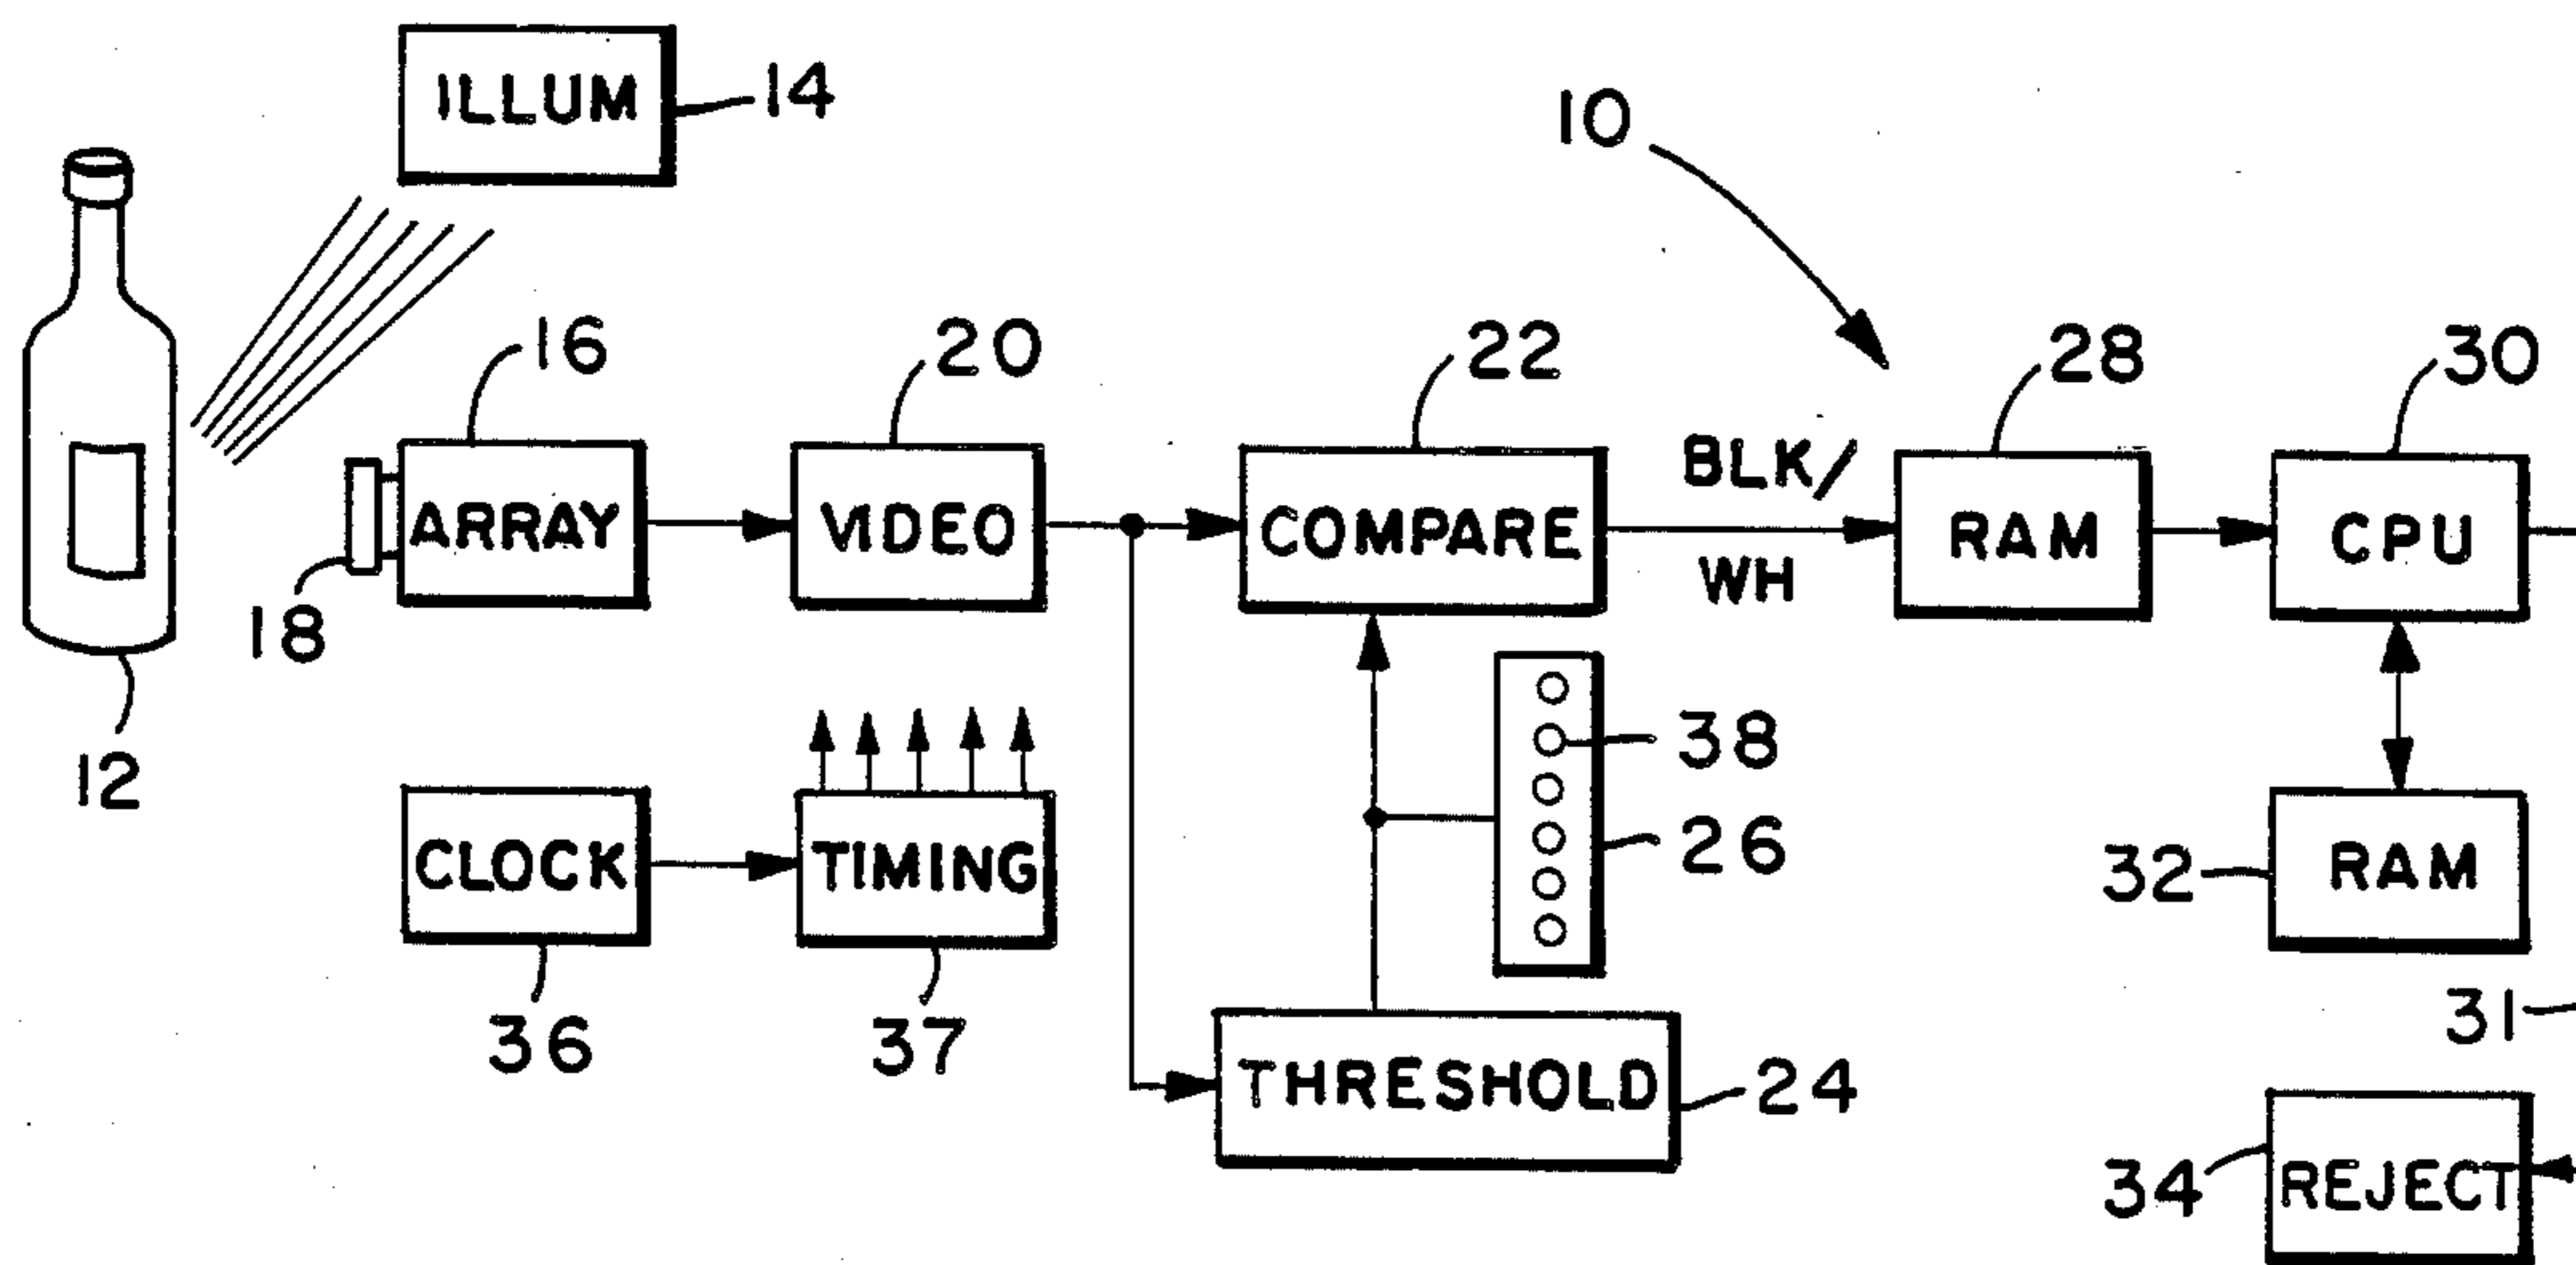 ILLUM
14
10
16
20
22
28
30
ARRAY
VIDEO
COMPARE
BLK/
WH
RAM
CPU
18
12
38
26
CLOCK
TIMING
32
RAM
36
37
31
THRESHOLD
24
34
REJECT